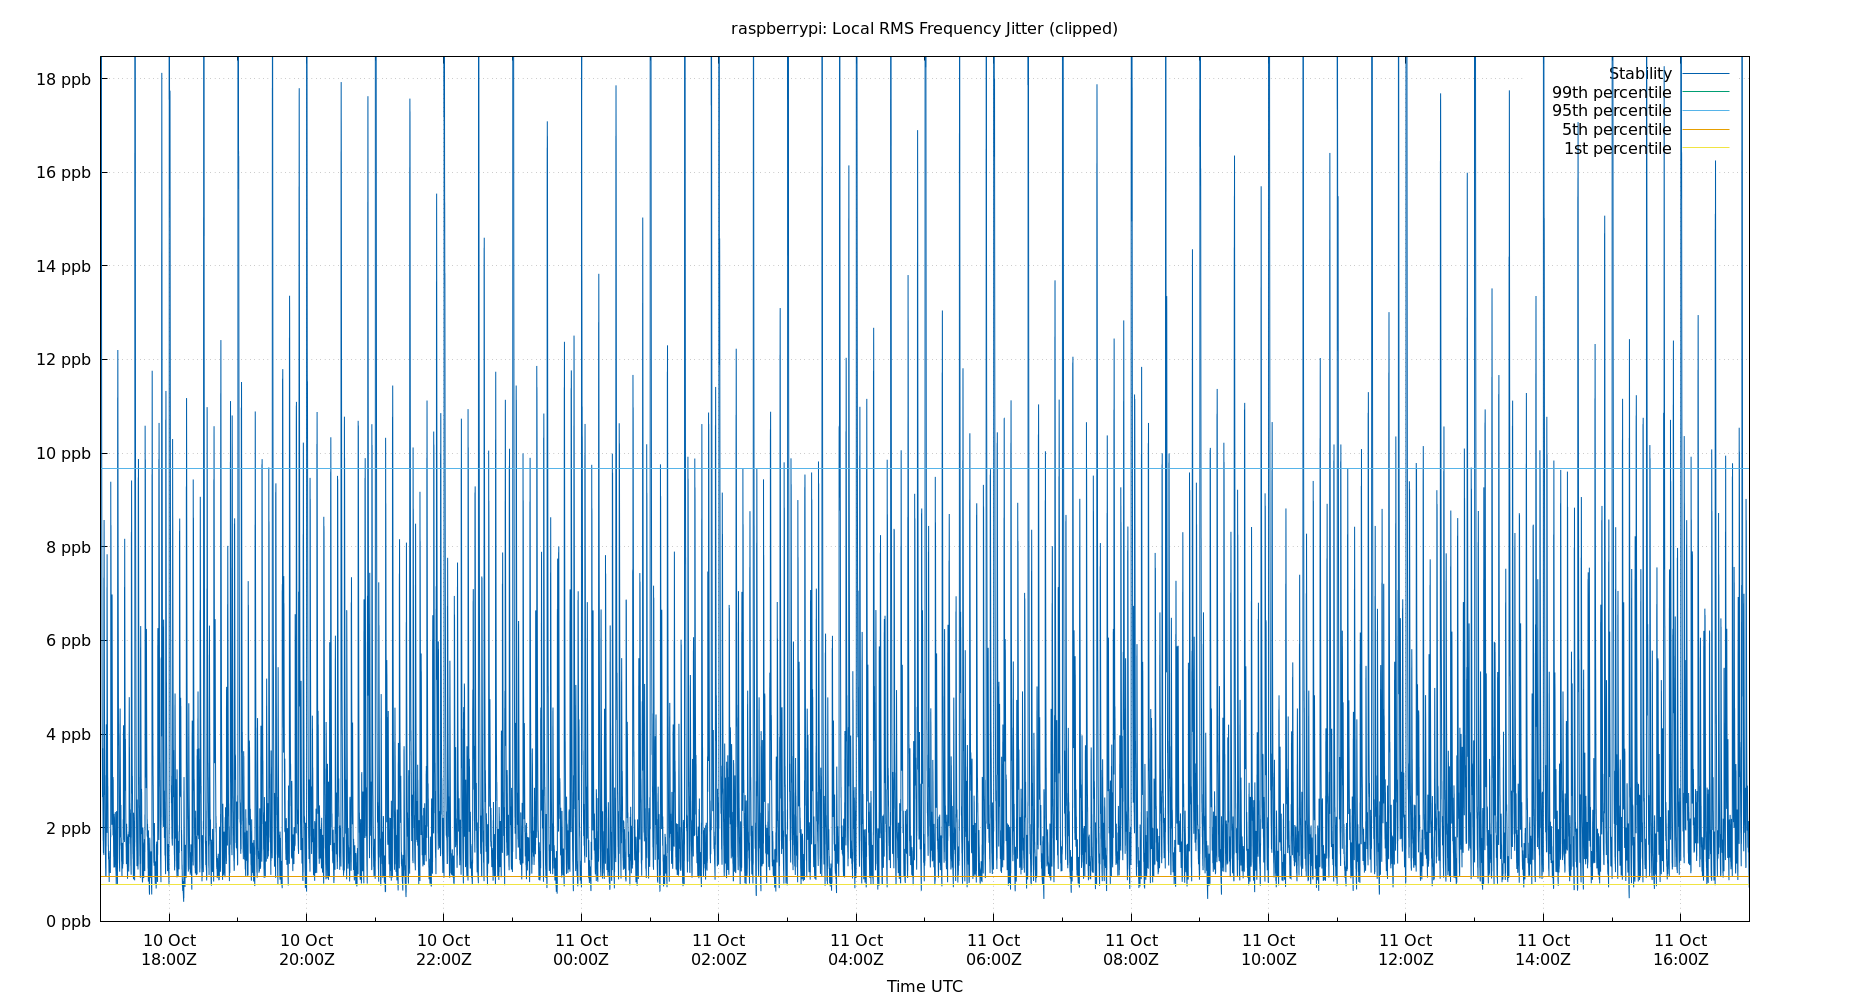 raspberrypi: Local RMS Frequency Jitter (clipped)
18 ppb
16 ppb
14 ppb
12 ppb
10 ppb
8 ppb
6 ppb
4 ppb
2 ppb
0 ppb
Stability
99th percentile
95th percentile
5th percentile
1st percentile
10 Oct 10 Oct 10 Oct 11 Oct 11 Oct 11 Oct 11 Oct 11 Oct 11 Oct 11 Oct 11 Oct 11 Oct
18:00Z 20:00Z 22:00Z 00:00Z 02:00Z 04:00Z 06:00Z 08:00Z 10:00Z 12:00Z 14:00Z 16:00Z
Time UTC